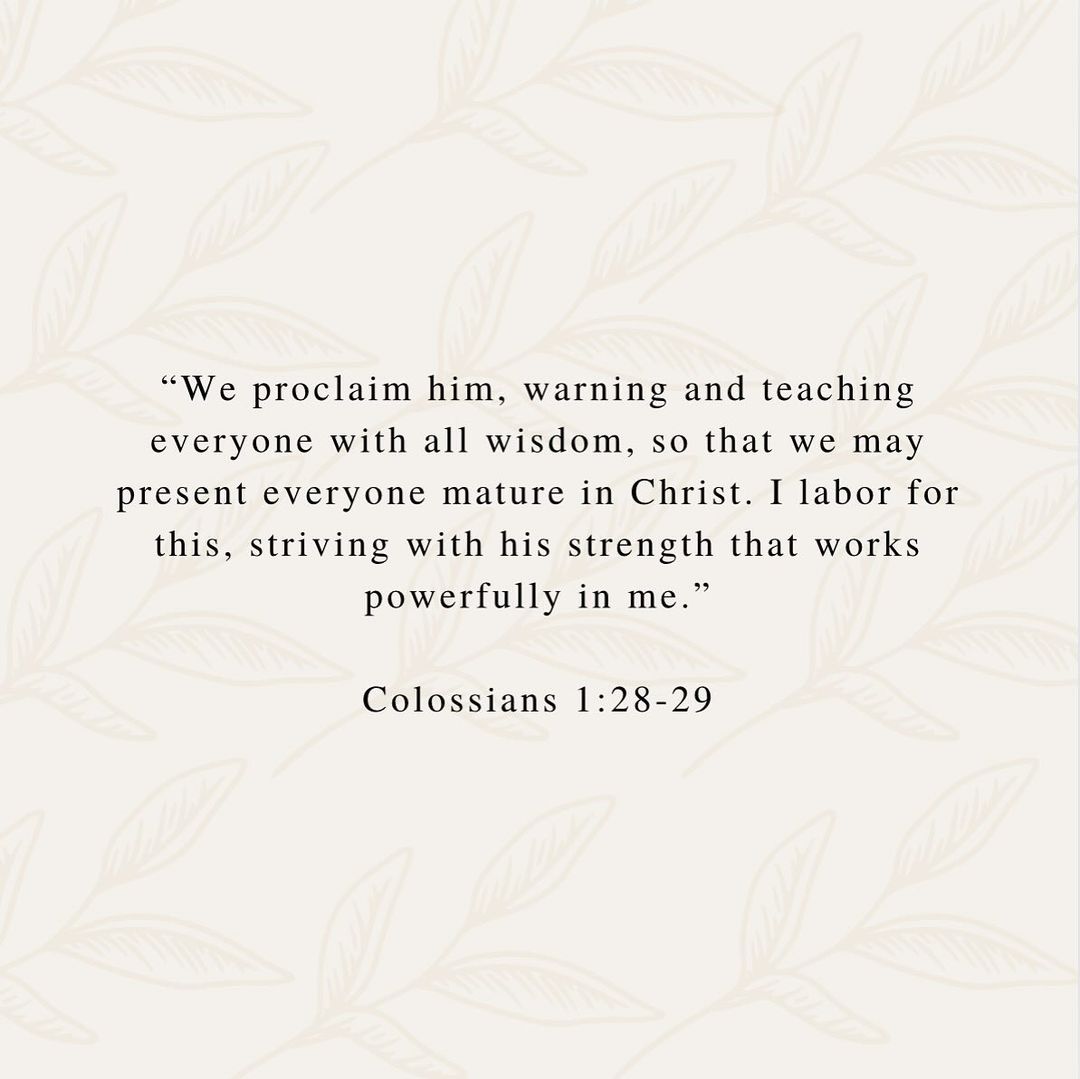 “We proclaim him, warning and teaching
everyone with all wisdom, so that we may
present everyone mature in Christ. I labor for
this, striving with his strength that works
powerfully in me.”
Colossians 1:28-29